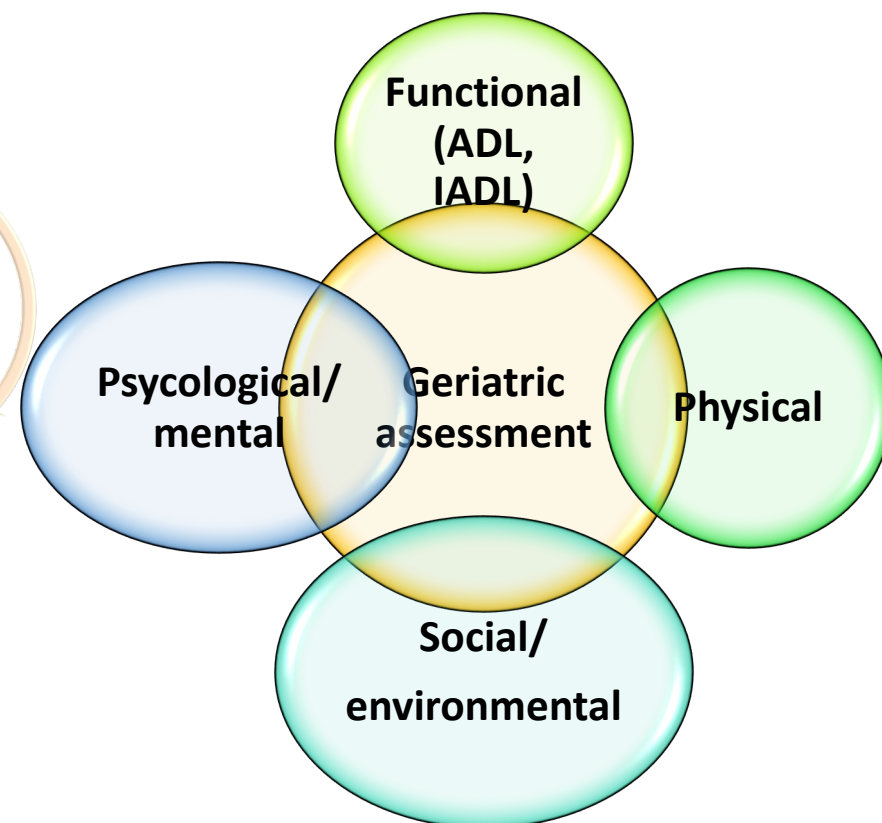 Functional
(ADL,
IADL)
Psycological/
mental
Geriatric
assessment
Physical
Social/
environmental